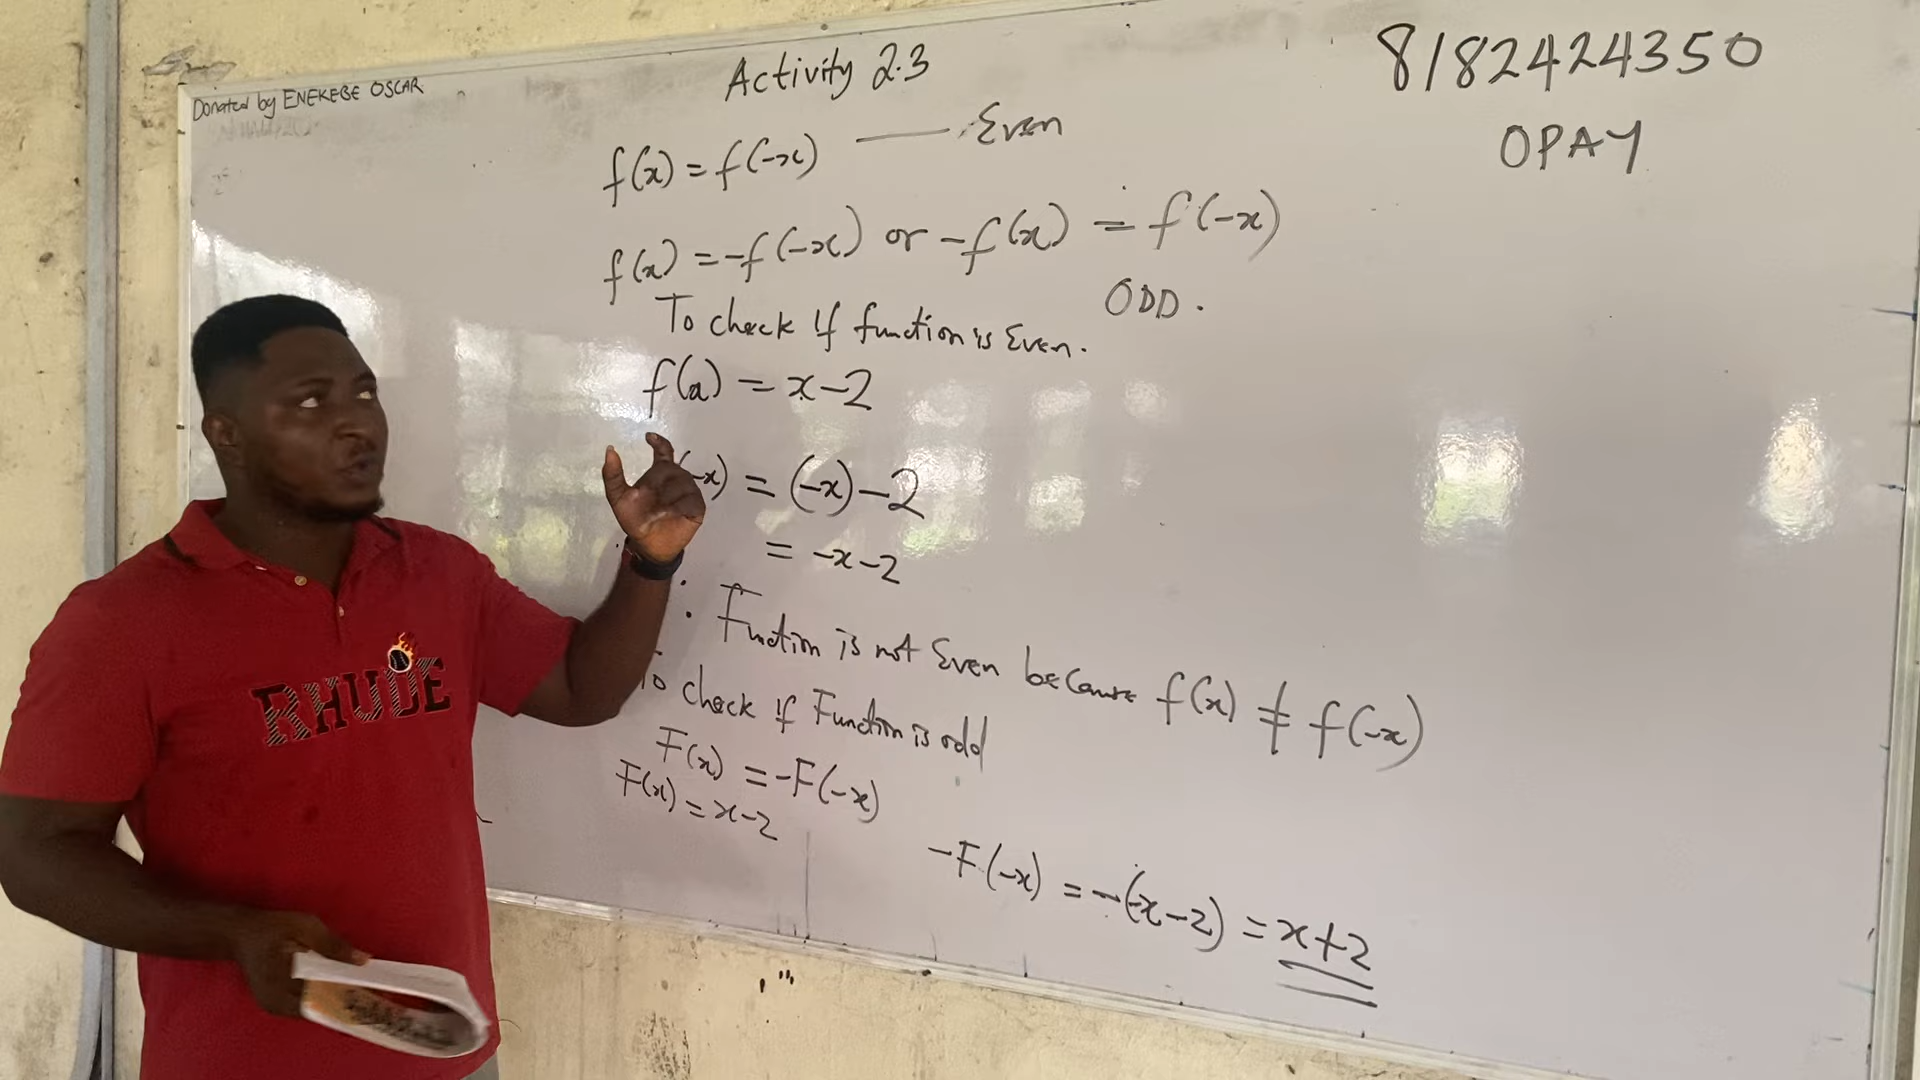 Donated by ENEKEBE OSCAR
Activity 2.3
8182424350
OPAY
f(x) = f(-x) — Even
f(x) = -f(-x) or -f(x) = f(-x)
ODD.
To check if function is Even.
f(x) = x-2
(-x) = (-x)-2
= -x-2
: Function is not Even because f(x) ≠ f(-x)
To check if Function is odd
F(x) = -F(-x)
F(x) = x-2
-F(-x) = -(-x-2) = x+2
RHUDE